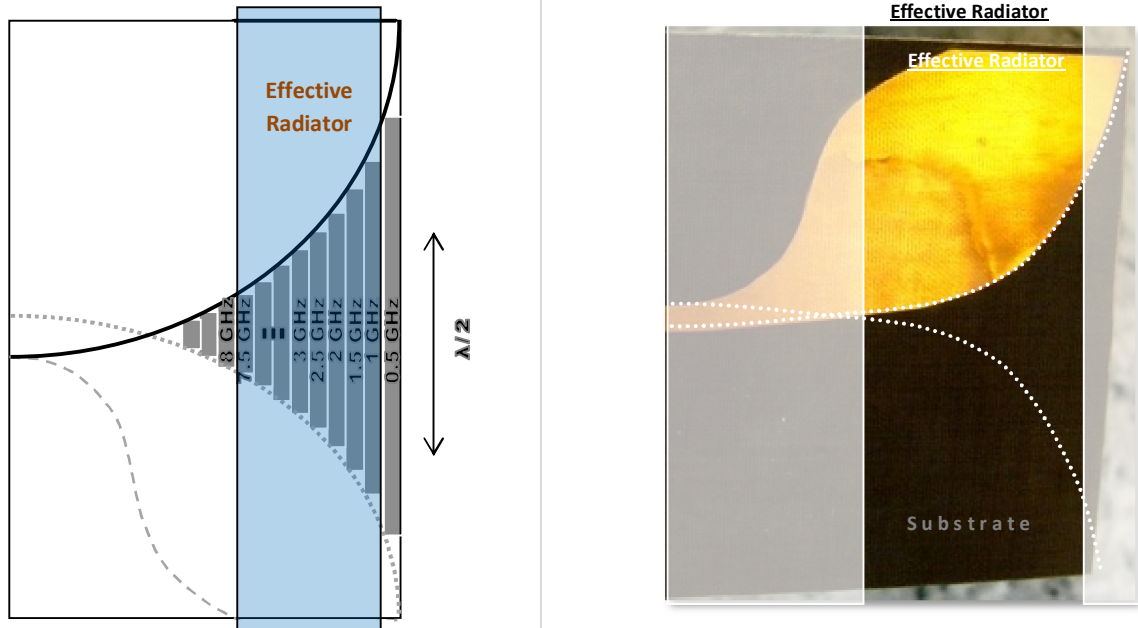 Effective
Radiator
8 GHz
7.5 GHz
3 GHz
2.5 GHz
2 GHz
1.5 GHz
1 GHz
0.5 GHz
λ/2
Effective Radiator
Effective Radiator
Substrate